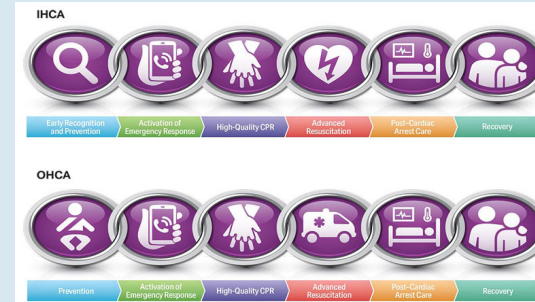 IHCA
Early Recognition
and Prevention
Activation of
Emergency Response
High-Quality CPR
Advanced
Resuscitation
Post-Cardiac
Arrest Care
Recovery
OHCA
Prevention
Activation of
Emergency Response
High-Quality CPR
Advanced
Resuscitation
Post-Cardiac
Arrest Care
Recovery